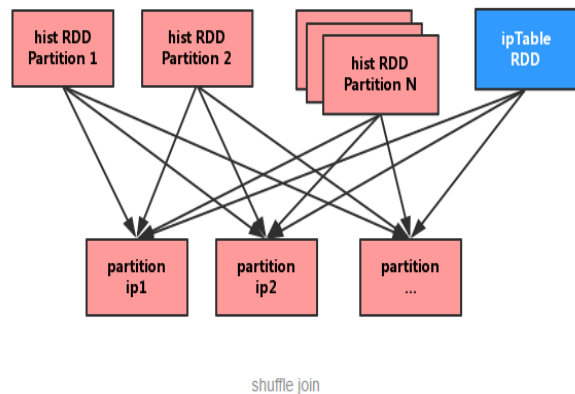 hist RDD
Partition 1
hist RDD
Partition 2
hist RDD
Partition N
ipTable
RDD
partition
ip1
partition
ip2
partition
...
shuffle join